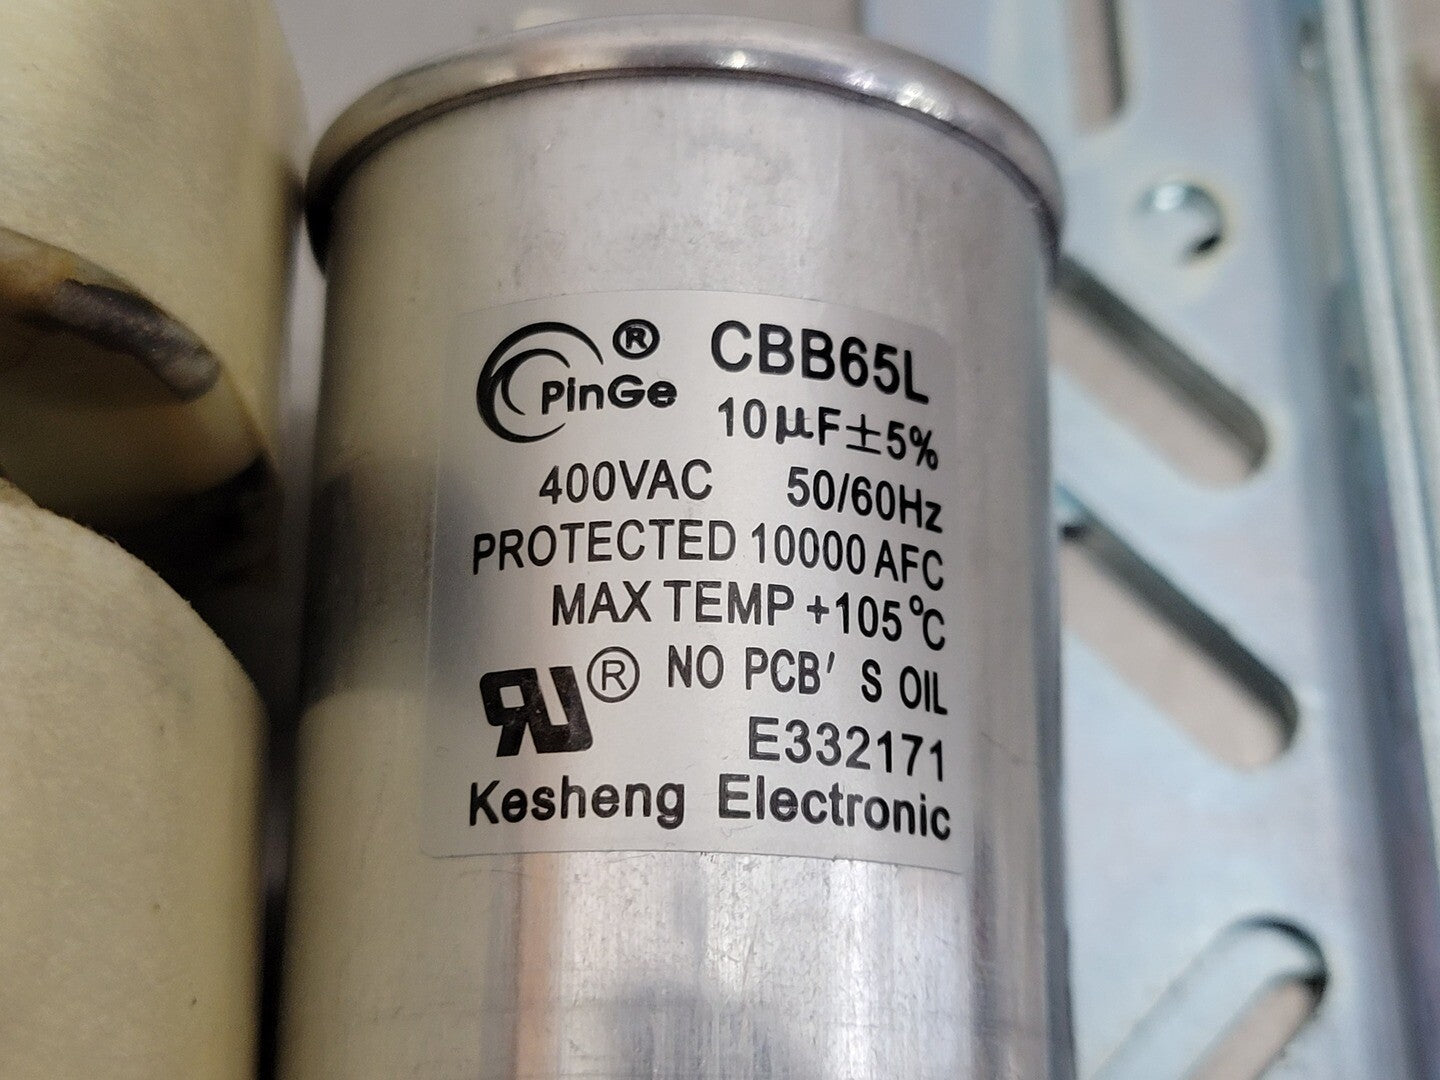 PinGe ® CBB65L
10μF±5%
400VAC 50/60Hz
PROTECTED 10000 AFC
MAX TEMP +105℃
RU ® NO PCB' S OIL
E332171
Kesheng Electronic